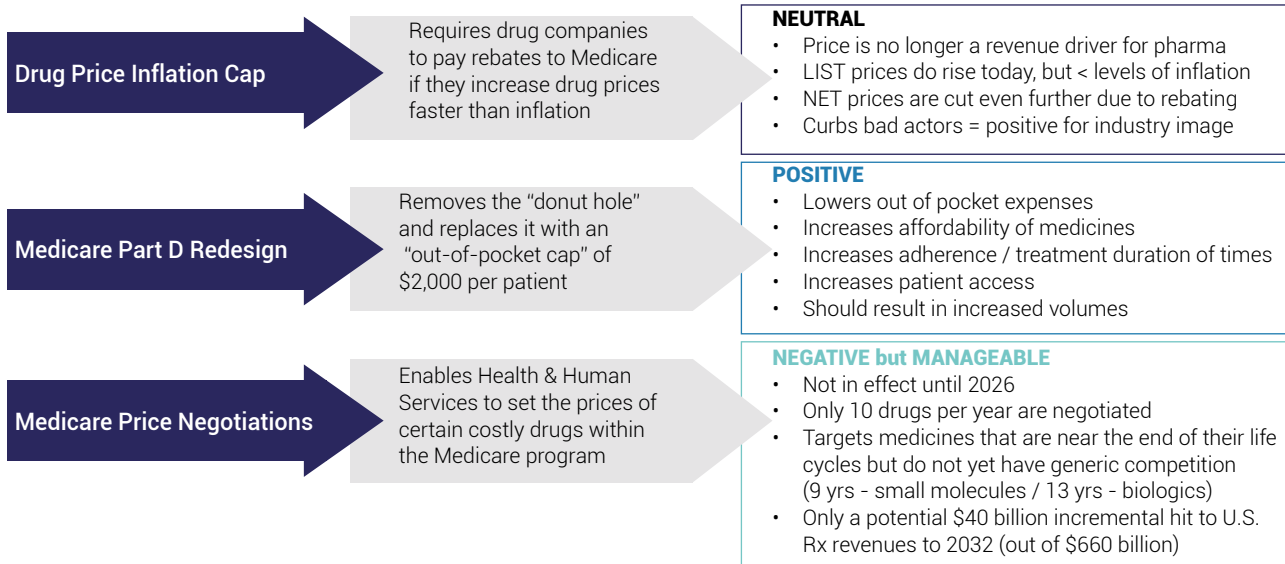 Drug Price Inflation Cap
Requires drug companies
to pay rebates to Medicare
if they increase drug prices
faster than inflation
NEUTRAL
• Price is no longer a revenue driver for pharma
• LIST prices do rise today, but < levels of inflation
• NET prices are cut even further due to rebating
• Curbs bad actors = positive for industry image
Medicare Part D Redesign
Removes the “donut hole”
and replaces it with an
“out-of-pocket cap” of
$2,000 per patient
POSITIVE
• Lowers out of pocket expenses
• Increases affordability of medicines
• Increases adherence / treatment duration of times
• Increases patient access
• Should result in increased volumes
Medicare Price Negotiations
Enables Health & Human
Services to set the prices of
certain costly drugs within
the Medicare program
NEGATIVE but MANAGEABLE
• Not in effect until 2026
• Only 10 drugs per year are negotiated
• Targets medicines that are near the end of their life
cycles but do not yet have generic competition
(9 yrs - small molecules / 13 yrs - biologics)
• Only a potential $40 billion incremental hit to U.S.
Rx revenues to 2032 (out of $660 billion)